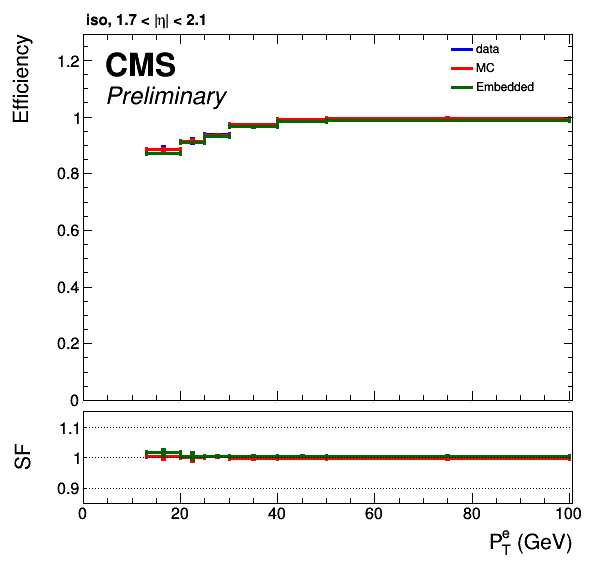 iso, 1.7 < |η| < 2.1
Efficiency
CMS
Preliminary
data
MC
Embedded
1.2
1
0.8
0.6
0.4
0.2
0
SF
1.1
1
0.9
0 20 40 60 80 100
P_T^e (GeV)